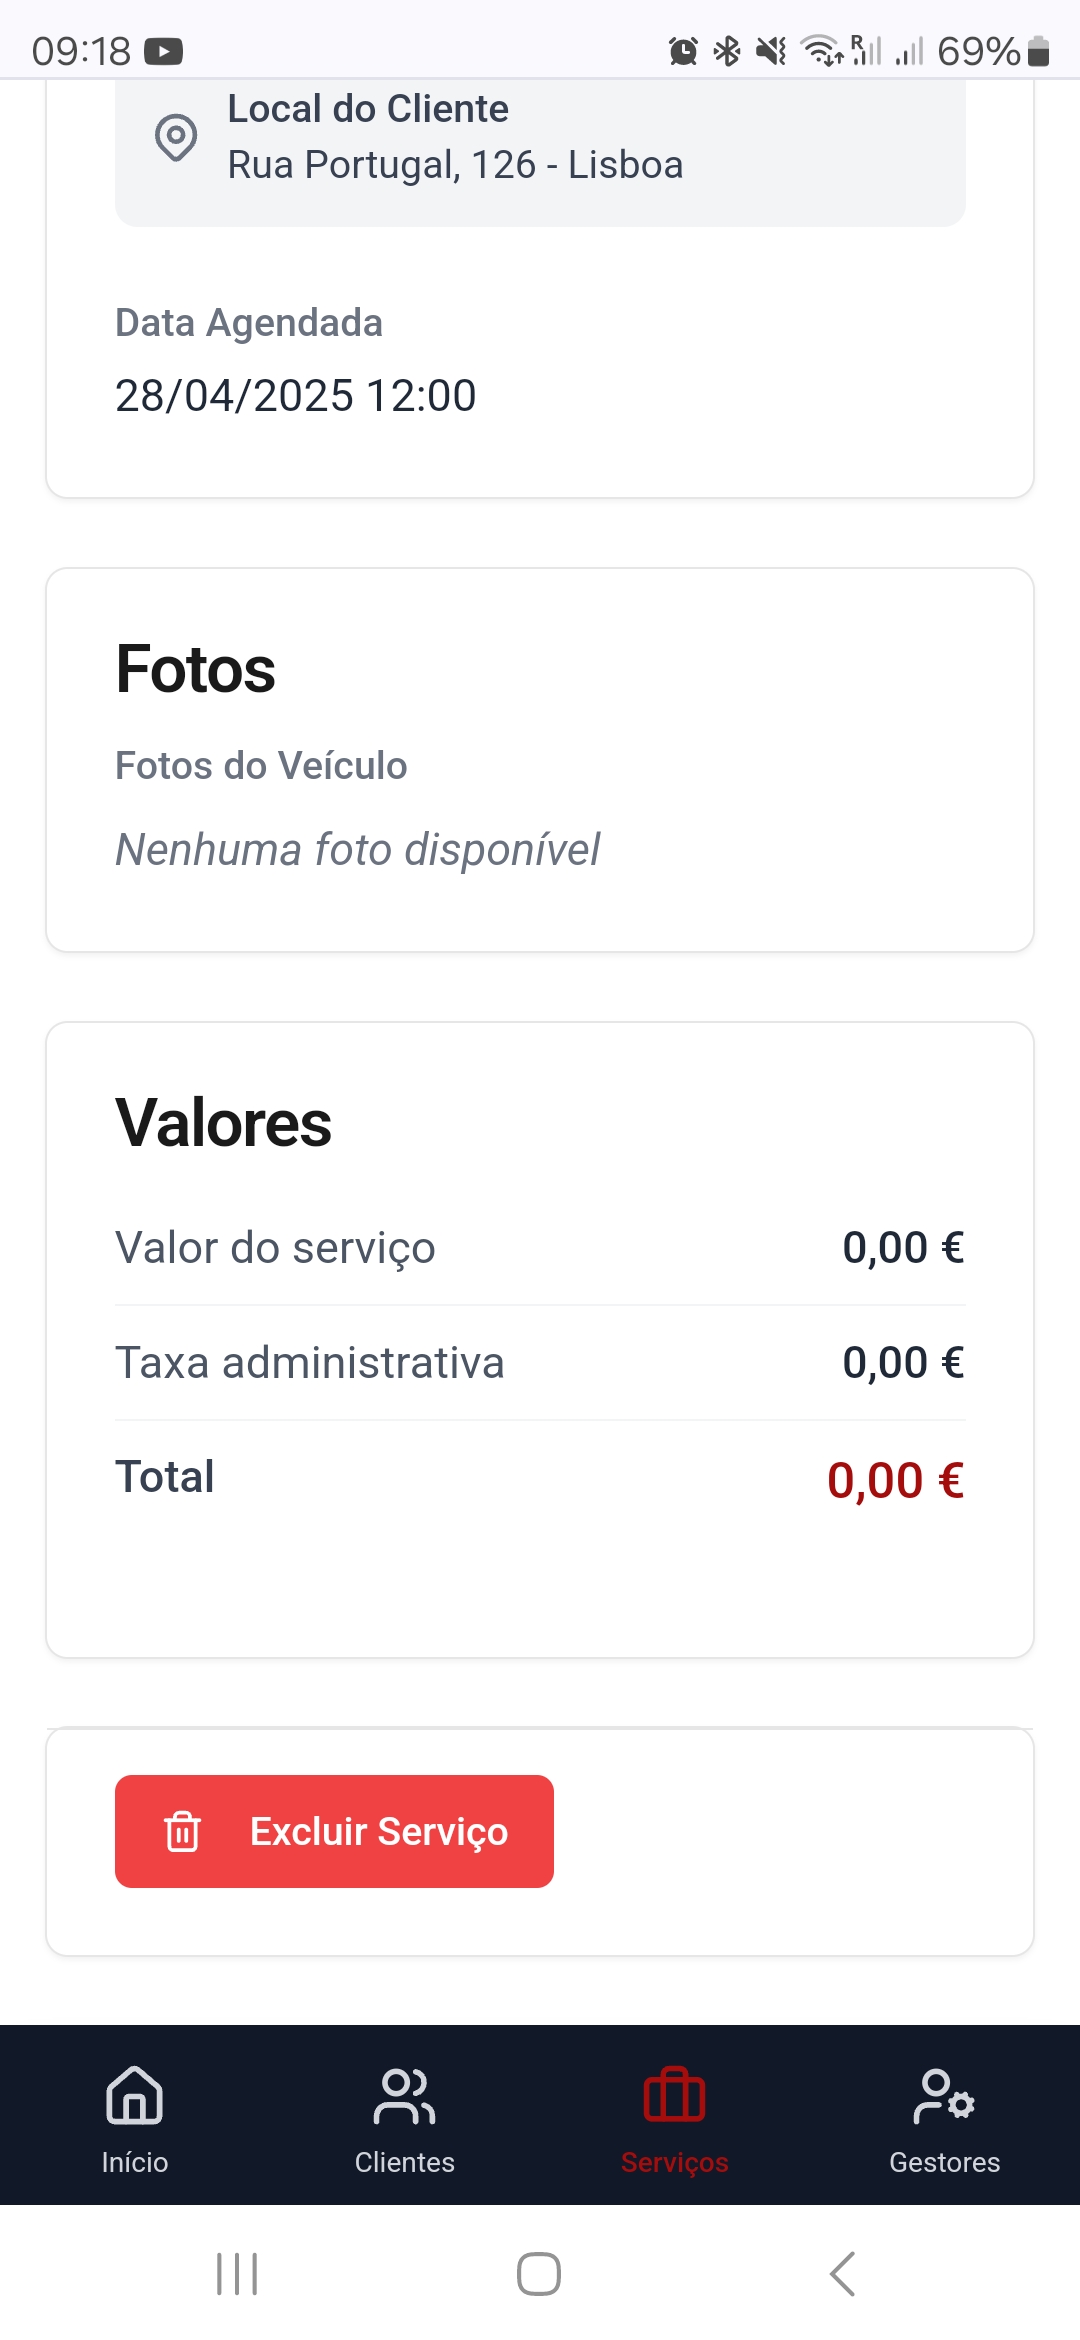 09:18
R
69%
Local do Cliente
Rua Portugal, 126 - Lisboa
Data Agendada
28/04/2025 12:00
Fotos
Fotos do Veículo
Nenhuma foto disponível
Valores
Valor do serviço 0,00 €
Taxa administrativa 0,00 €
Total 0,00 €
Excluir Serviço
Início Clientes Serviços Gestores